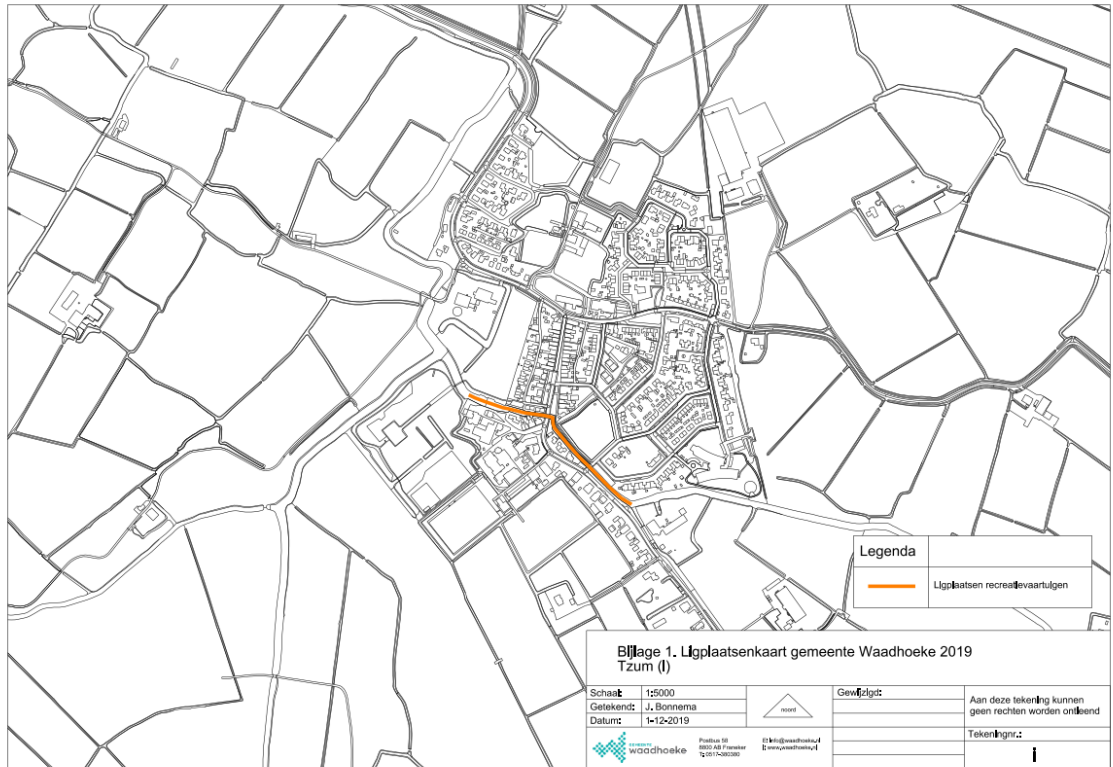 Legenda
Ligplaatsen recreatievaartuigen
Bijlage 1. Ligplaatsenkaart gemeente Waadhoeke 2019
Tzum (I)
Schaal: 1:5000
Getekend: J. Bonnema
Datum: 1-12-2019
noord
Gewijzigd:
Aan deze tekening kunnen
geen rechten worden ontleend
Tekeningnr.:
i
GEMEENTE
waadhoeke
Postbus 58
8800 AB Franeker
T: 0517-380380
E: info@waadhoeke.nl
I: www.waadhoeke.nl